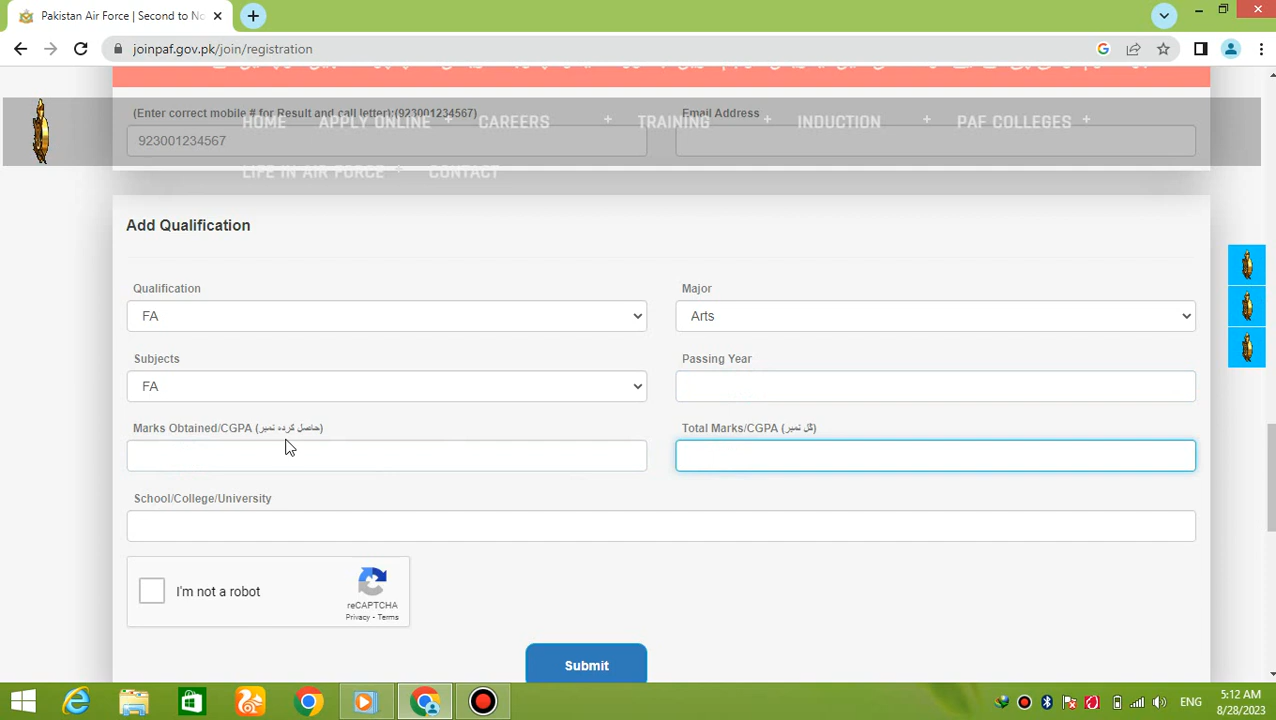 Pakistan Air Force | Second to No
joinpaf.gov.pk/join/registration
(Enter correct mobile # for Result and call letter):(923001234567)
Email Address
HOME
APPLY ONLINE +
CAREERS +
TRAINING +
INDUCTION +
PAF COLLEGES +
923001234567
LIFE IN AIR FORCE
CONTACT
Add Qualification
Qualification
Major
FA
Arts
Subjects
Passing Year
FA
Marks Obtained/CGPA (حاصل کردہ نمبر)
Total Marks/CGPA (کل نمبر)
School/College/University
I'm not a robot
reCAPTCHA
Privacy - Terms
Submit
ENG
5:12 AM
8/28/2023